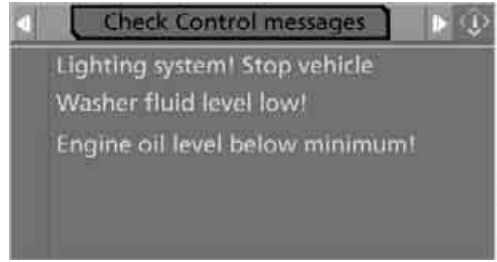 Check Control messages
Lighting system! Stop vehicle
Washer fluid level low!
Engine oil level below minimum!